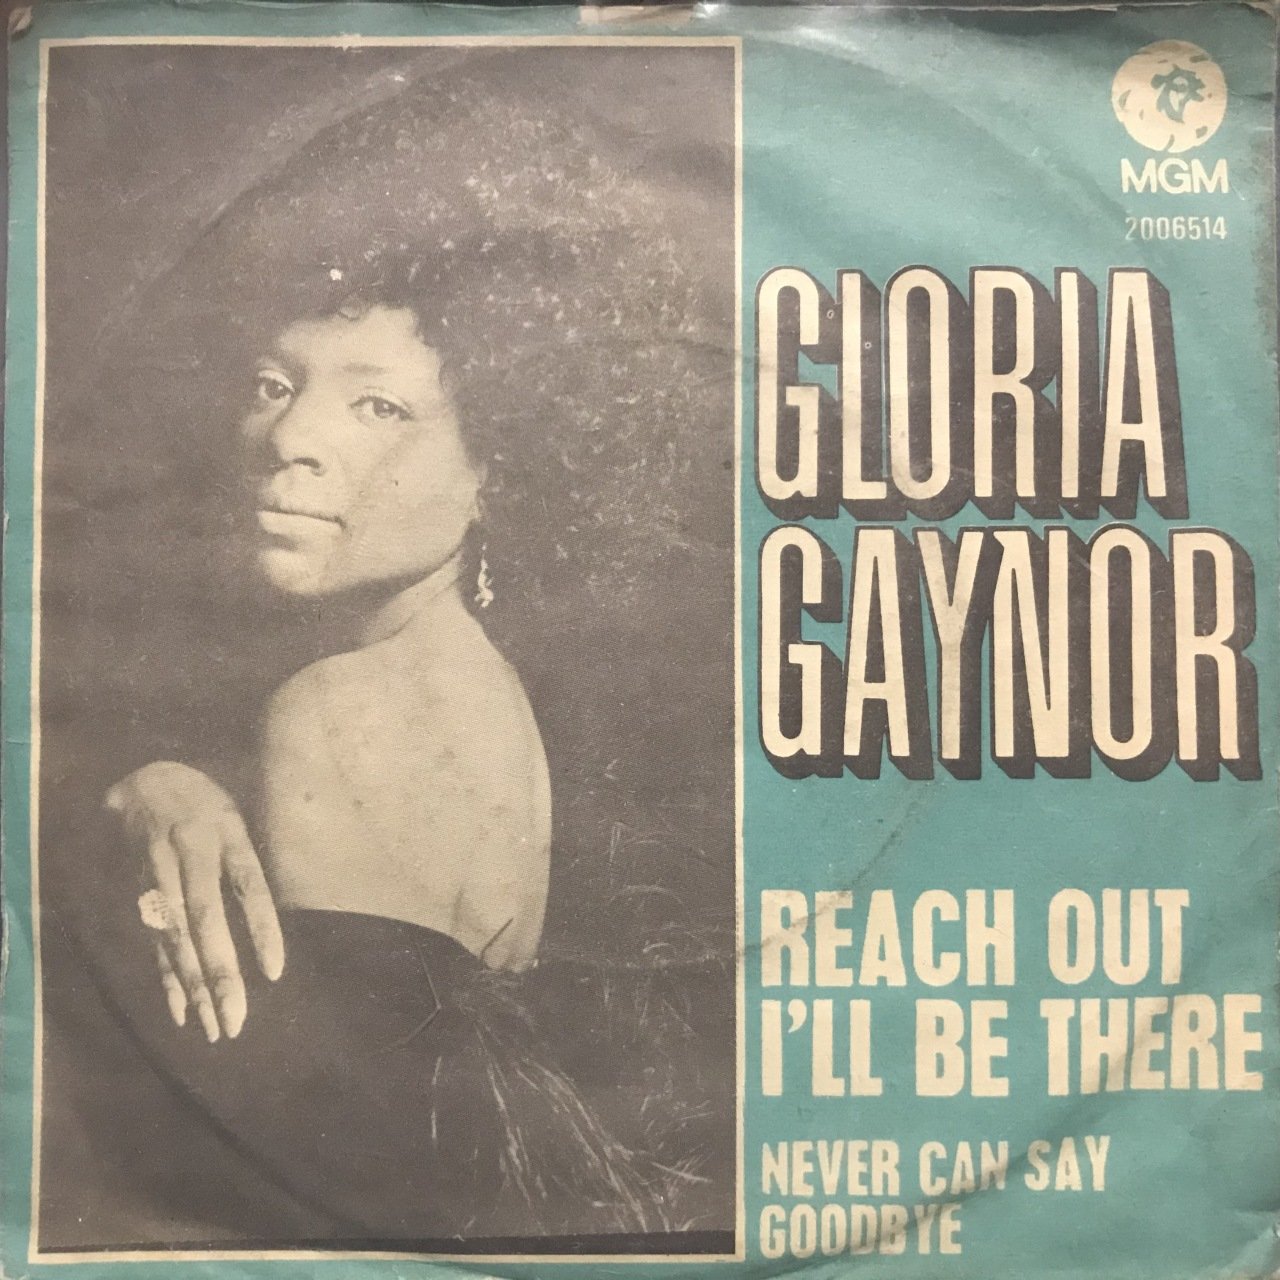 MGM
2006514
GLORIA
GAYNOR
REACH OUT
I'LL BE THERE
NEVER CAN SAY
GOODBYE